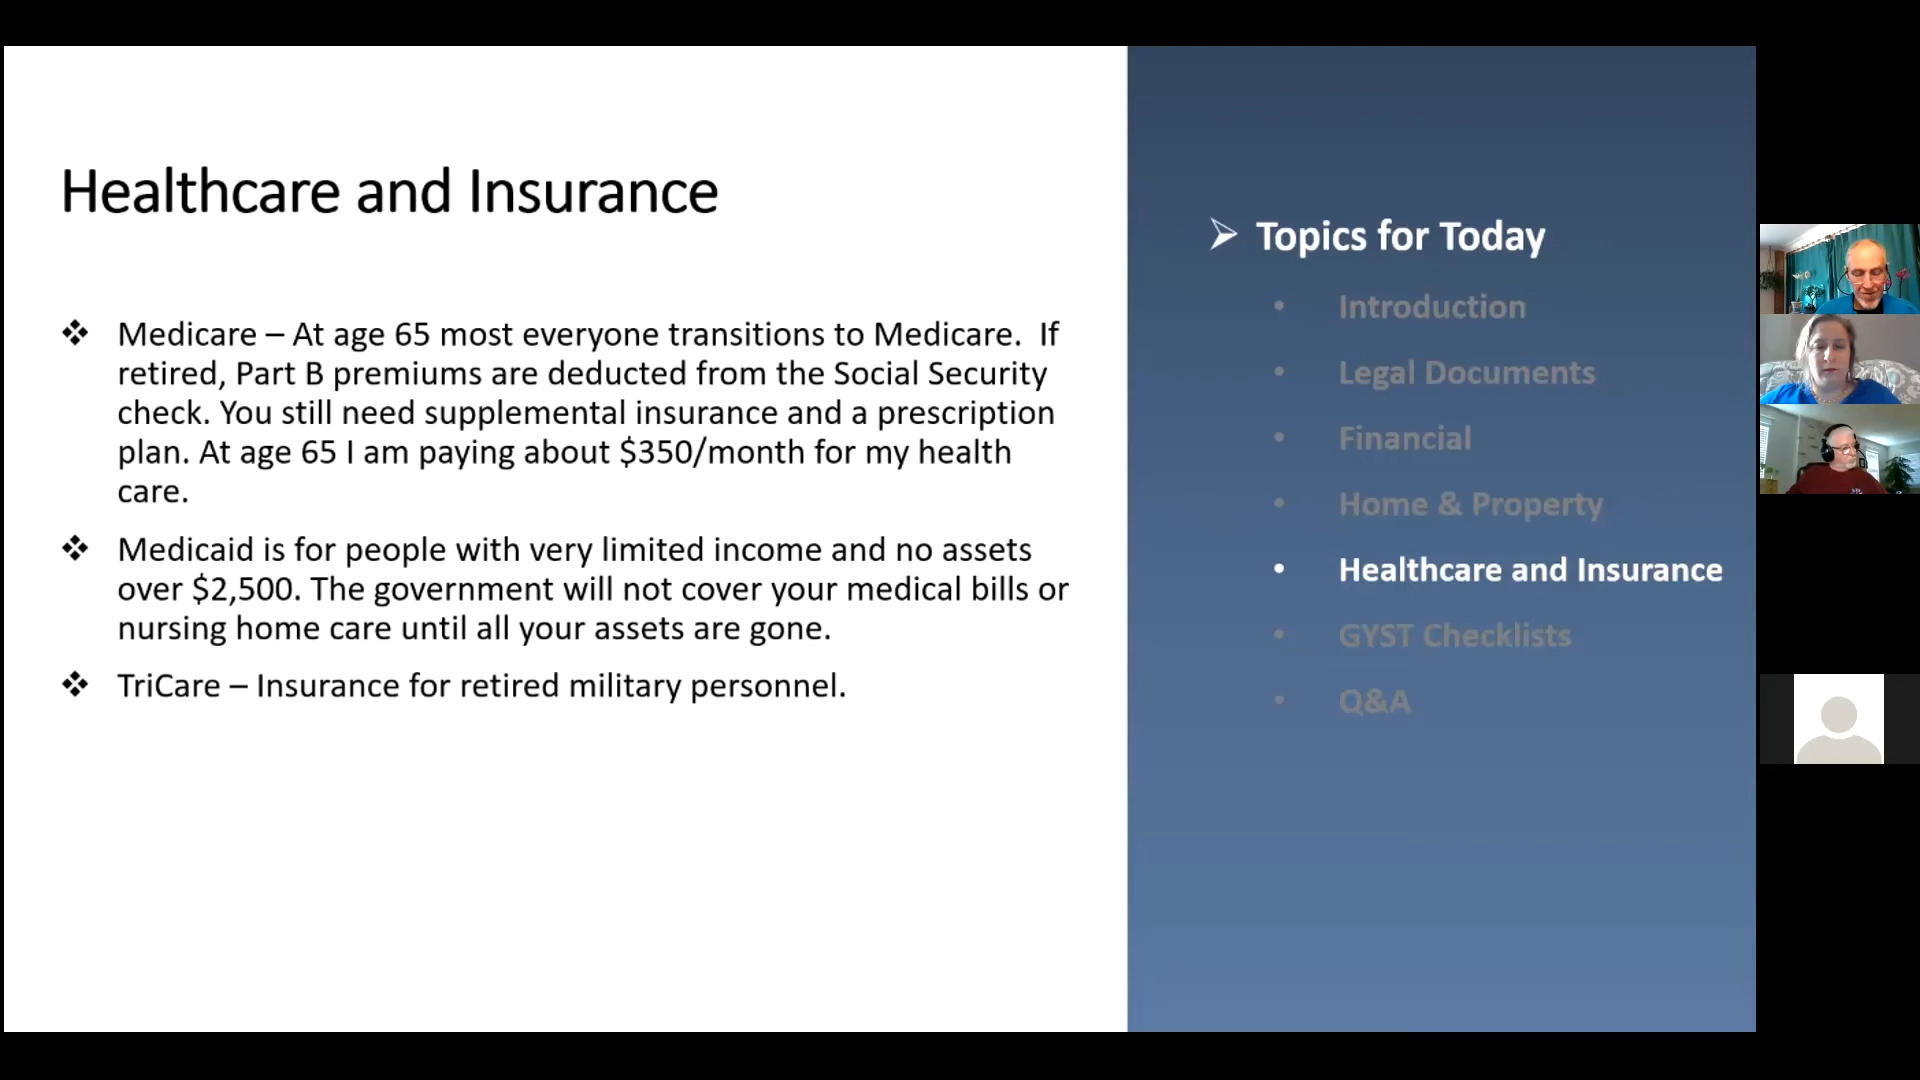 Healthcare and Insurance
❖ Medicare – At age 65 most everyone transitions to Medicare.  If
retired, Part B premiums are deducted from the Social Security
check. You still need supplemental insurance and a prescription
plan. At age 65 I am paying about $350/month for my health
care.
❖ Medicaid is for people with very limited income and no assets
over $2,500. The government will not cover your medical bills or
nursing home care until all your assets are gone.
❖ TriCare – Insurance for retired military personnel.
➢ Topics for Today
• Introduction
• Legal Documents
• Financial
• Home & Property
• Healthcare and Insurance
• GYST Checklists
• Q&A